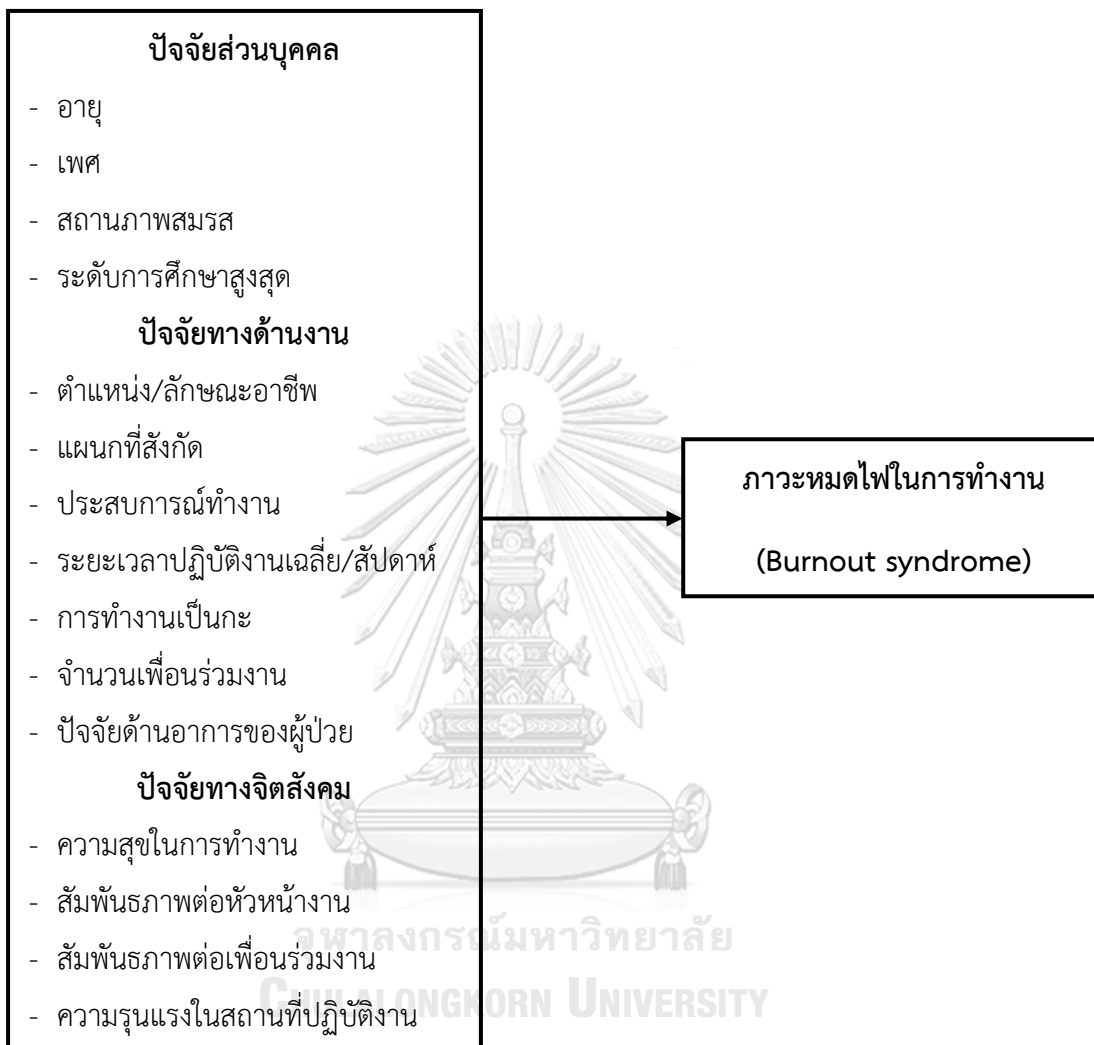 ปัจจัยส่วนบุคคล
- อายุ
- เพศ
- สถานภาพสมรส
- ระดับการศึกษาสูงสุด
ปัจจัยทางด้านงาน
- ตำแหน่ง/ลักษณะอาชีพ
- แผนกที่สังกัด
- ประสบการณ์ทำงาน
- ระยะเวลาปฏิบัติงานเฉลี่ย/สัปดาห์
- การทำงานเป็นกะ
- จำนวนเพื่อนร่วมงาน
- ปัจจัยด้านอาการของผู้ป่วย
ปัจจัยทางจิตสังคม
- ความสุขในการทำงาน
- สัมพันธภาพต่อหัวหน้างาน
- สัมพันธภาพต่อเพื่อนร่วมงาน
- ความรุนแรงในสถานที่ปฏิบัติงาน
ภาวะหมดไฟในการทำงาน
(Burnout syndrome)
จุฬาลงกรณ์มหาวิทยาลัย
CHULALONGKORN UNIVERSITY